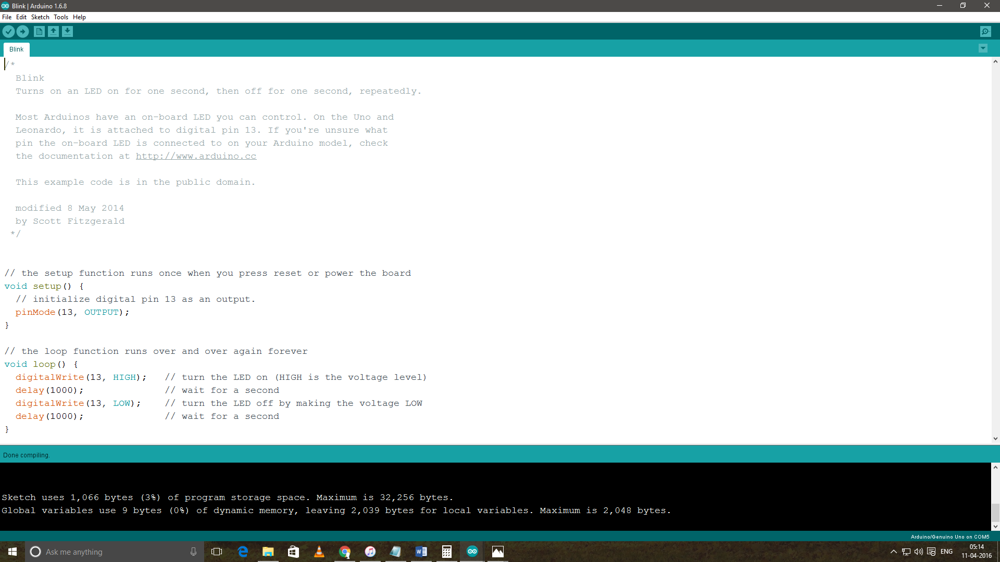 Blink | Arduino 1.6.8
File Edit Sketch Tools Help
Blink
/*
  Blink
  Turns on an LED on for one second, then off for one second, repeatedly.

  Most Arduinos have an on-board LED you can control. On the Uno and
  Leonardo, it is attached to digital pin 13. If you're unsure what
  pin the on-board LED is connected to on your Arduino model, check
  the documentation at http://www.arduino.cc

  This example code is in the public domain.

  modified 8 May 2014
  by Scott Fitzgerald
 */

// the setup function runs once when you press reset or power the board
void setup() {
  // initialize digital pin 13 as an output.
  pinMode(13, OUTPUT);
}

// the loop function runs over and over again forever
void loop() {
  digitalWrite(13, HIGH);   // turn the LED on (HIGH is the voltage level)
  delay(1000);              // wait for a second
  digitalWrite(13, LOW);    // turn the LED off by making the voltage LOW
  delay(1000);              // wait for a second
}
Done compiling.
Sketch uses 1,066 bytes (3%) of program storage space. Maximum is 32,256 bytes.
Global variables use 9 bytes (0%) of dynamic memory, leaving 2,039 bytes for local variables. Maximum is 2,048 bytes.
Arduino/Genuino Uno on COM5
Ask me anything
ENG
05:14
11-04-2016